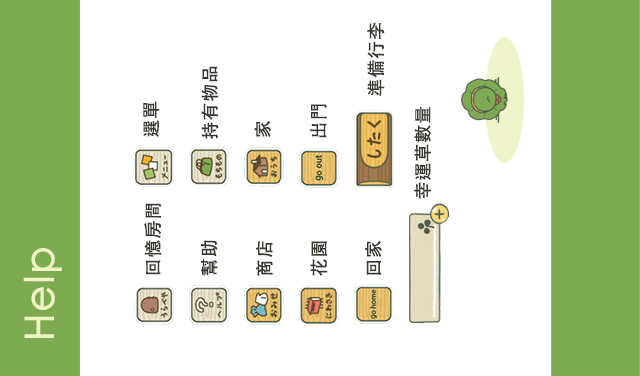 Help
うらべや 回憶房間
メニュー 選單
ヘルプ 幫助
もちもの 持有物品
おみせ 商店
おうち 家
にわさき 花園
go out 出門
go home 回家
したく 準備行李
幸運草數量